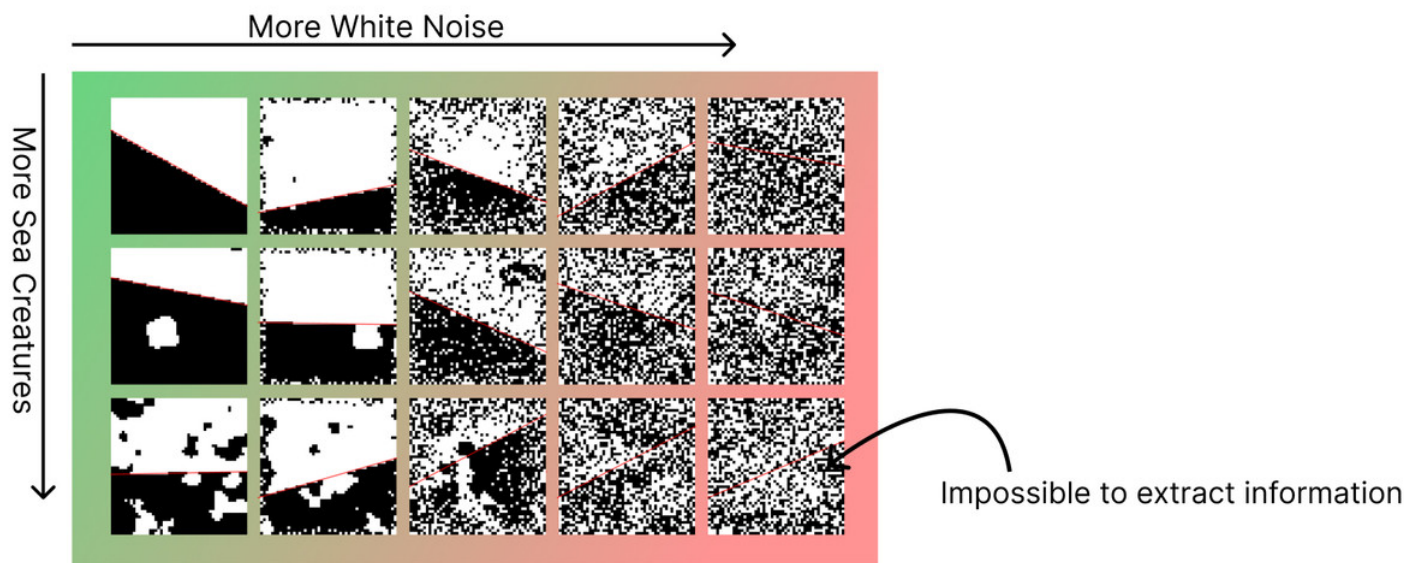 More White Noise
More Sea Creatures
Impossible to extract information